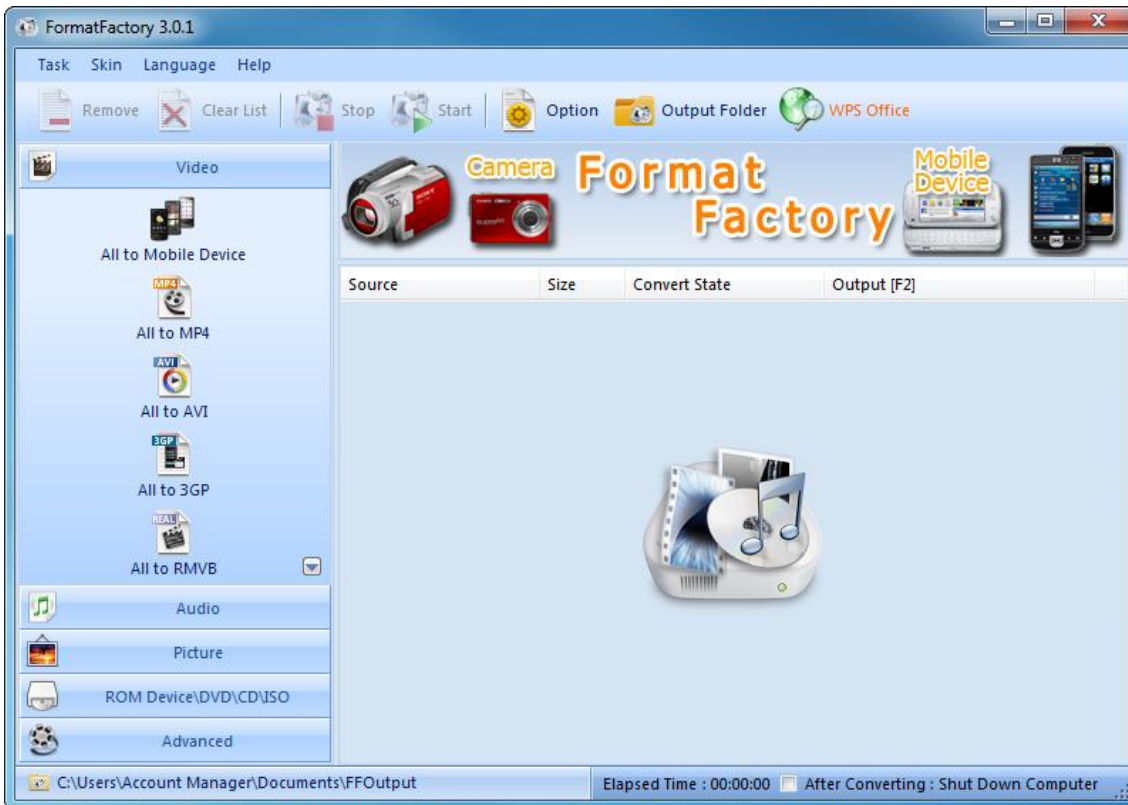 FormatFactory 3.0.1
Task Skin Language Help
Remove Clear List Stop Start Option Output Folder WPS Office
Video
All to Mobile Device
MP4
All to MP4
AVI
All to AVI
3GP
All to 3GP
REAL
All to RMVB
Audio
Picture
ROM Device\DVD\CD\ISO
Advanced
Camera
Format
Factory
Mobile
Device
SONY
Source Size Convert State Output [F2]
C:\Users\Account Manager\Documents\FFOutput
Elapsed Time : 00:00:00 After Converting : Shut Down Computer